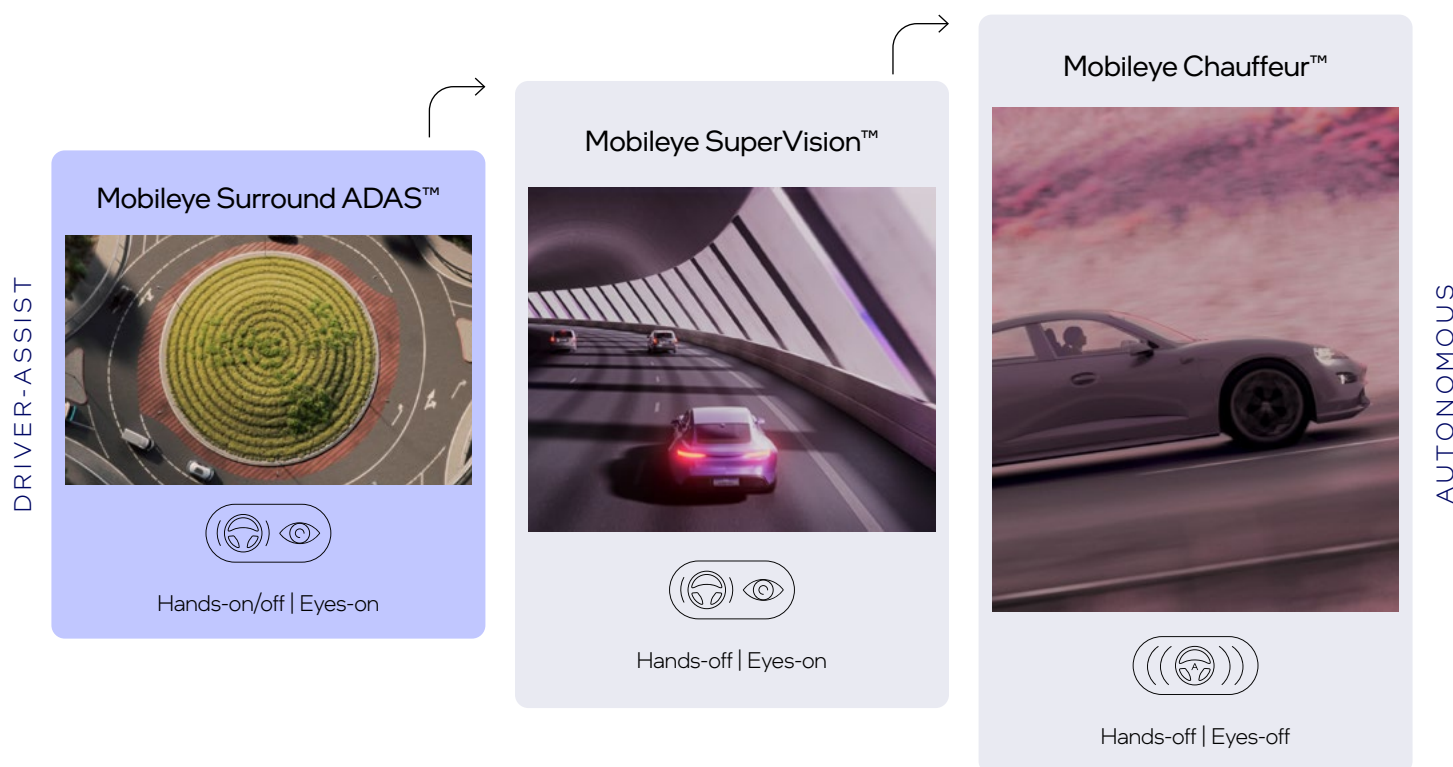 DRIVER-ASSIST
Mobileye Surround ADAS™
Hands-on/off | Eyes-on
Mobileye SuperVision™
Hands-off | Eyes-on
Mobileye Chauffeur™
A
Hands-off | Eyes-off
AUTONOMOUS